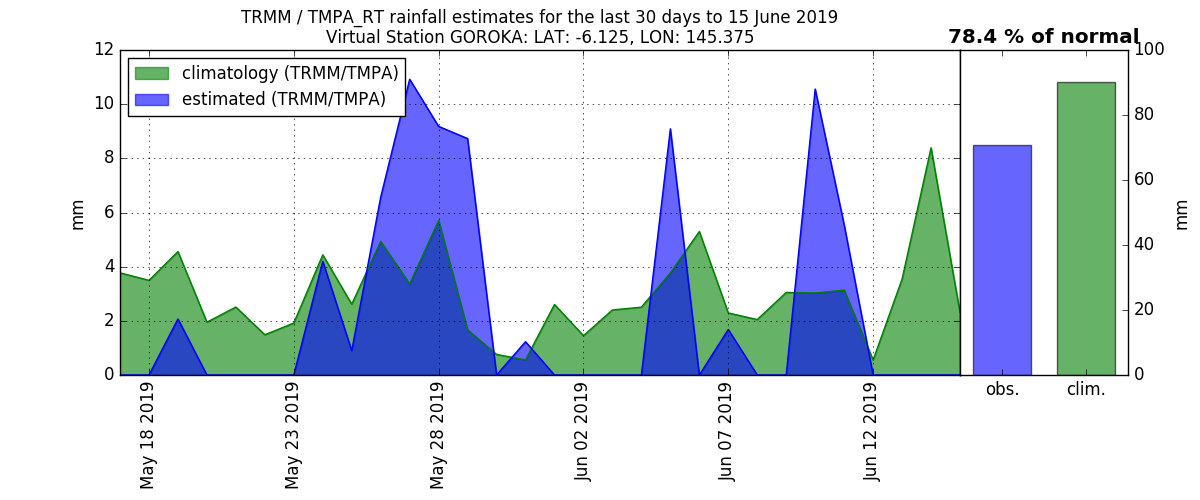 TRMM / TMPA_RT rainfall estimates for the last 30 days to 15 June 2019
Virtual Station GOROKA: LAT: -6.125, LON: 145.375
78.4 % of normal
climatology (TRMM/TMPA)
estimated (TRMM/TMPA)
12
10
8
6
4
2
0
mm
May 18 2019
May 23 2019
May 28 2019
Jun 02 2019
Jun 07 2019
Jun 12 2019
100
80
60
40
20
0
mm
obs.
clim.